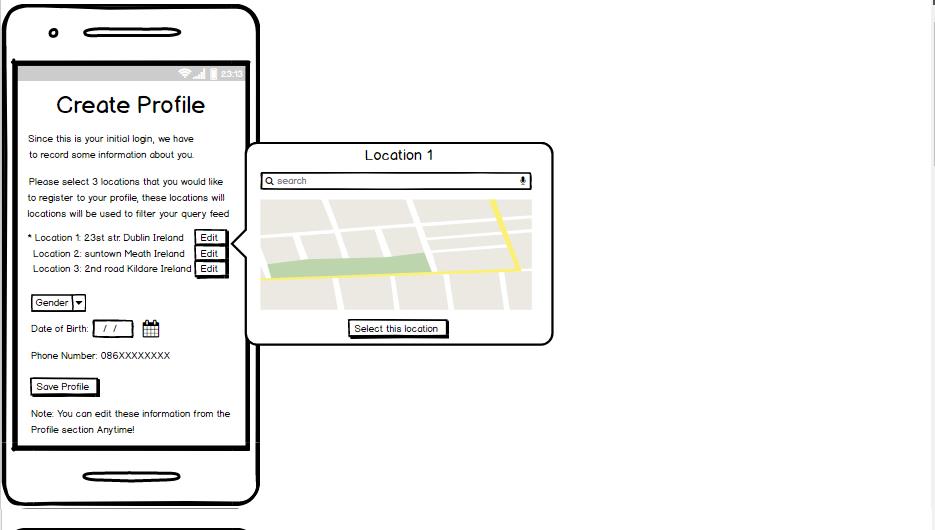 23:13
Create Profile
Since this is your initial login, we have
to record some information about you.
Please select 3 locations that you would like
to register to your profile, these locations will
locations will be used to filter your query feed
* Location 1: 23st str. Dublin Ireland Edit
Location 2: suntown Meath Ireland Edit
Location 3: 2nd road Kildare Ireland Edit
Gender
Date of Birth: / /
Phone Number: 086XXXXXXXX
Save Profile
Note: You can edit these information from the
Profile section Anytime!
Location 1
search
Select this location